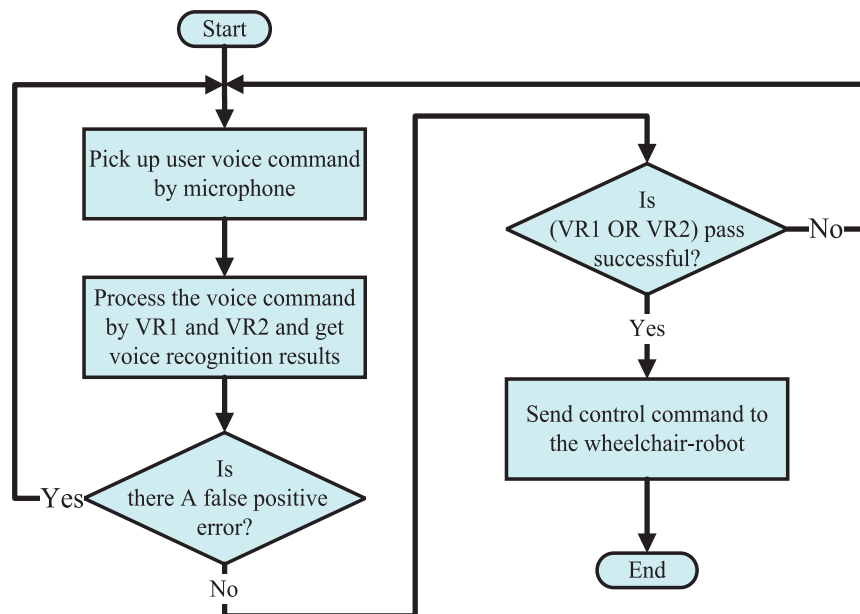 Start
Pick up user voice command
by microphone
Process the voice command
by VR1 and VR2 and get
voice recognition results
Is
there A false positive
error?
Yes
No
Is
(VR1 OR VR2) pass
successful?
No
Yes
Send control command to
the wheelchair-robot
End